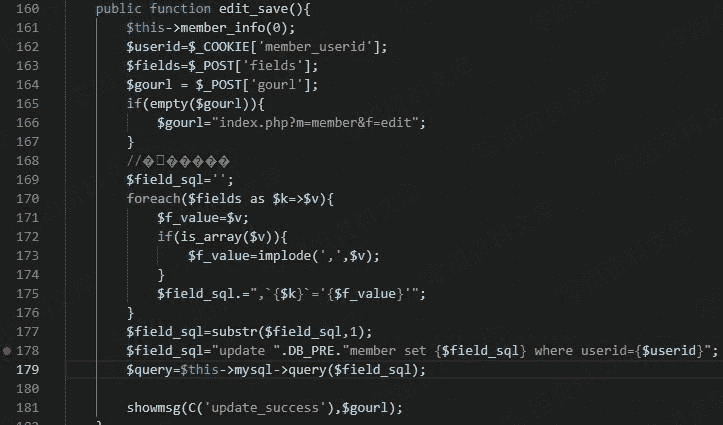 160 public function edit_save(){
161 $this->member_info(0);
162 $userid=$_COOKIE['member_userid'];
163 $fields=$_POST['fields'];
164 $gourl = $_POST['gourl'];
165 if(empty($gourl)){
166 $gourl="index.php?m=member&f=edit";
167 }
168 //�□�����
169 $field_sql='';
170 foreach($fields as $k=>$v){
171 $f_value=$v;
172 if(is_array($v)){
173 $f_value=implode(',',$v);
174 }
175 $field_sql.=",`{$k}`='{$f_value}'";
176 }
177 $field_sql=substr($field_sql,1);
178 $field_sql="update ".DB_PRE."member set {$field_sql} where userid={$userid}";
179 $query=$this->mysql->query($field_sql);
180
181 showmsg(C('update_success'),$gourl);